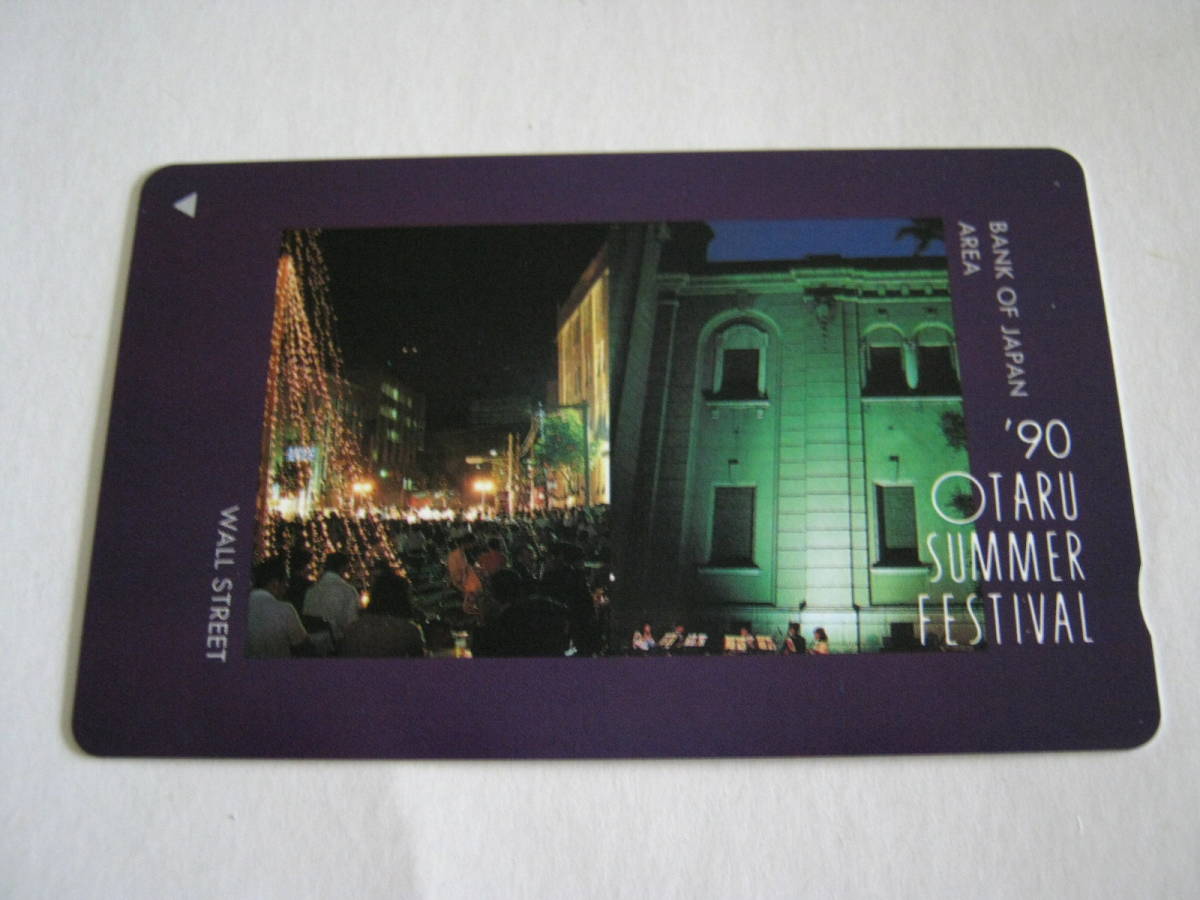 BANK OF JAPAN
AREA
'90
OTARU
SUMMER
FESTIVAL
WALL STREET